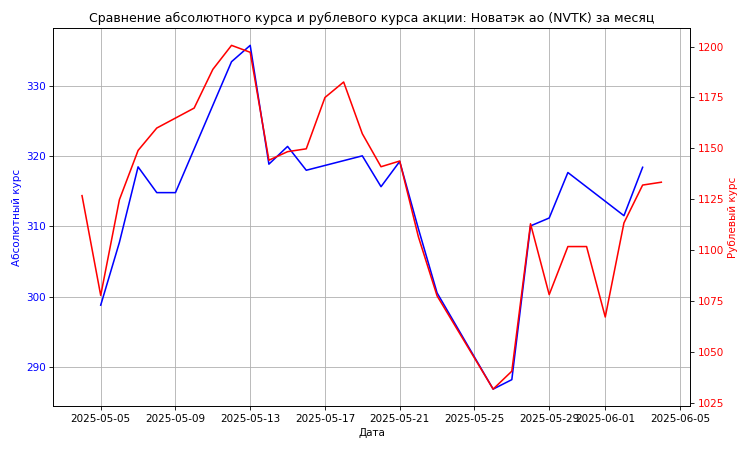 Сравнение абсолютного курса и рублевого курса акции: Новатэк ао (NVTK) за месяц
Абсолютный курс
330
320
310
300
290
1200
1175
1150
1125
1100
1075
1050
1025
Рублевый курс
2025-05-05 2025-05-09 2025-05-13 2025-05-17 2025-05-21 2025-05-25 2025-05-29 2025-06-01 2025-06-05
Дата